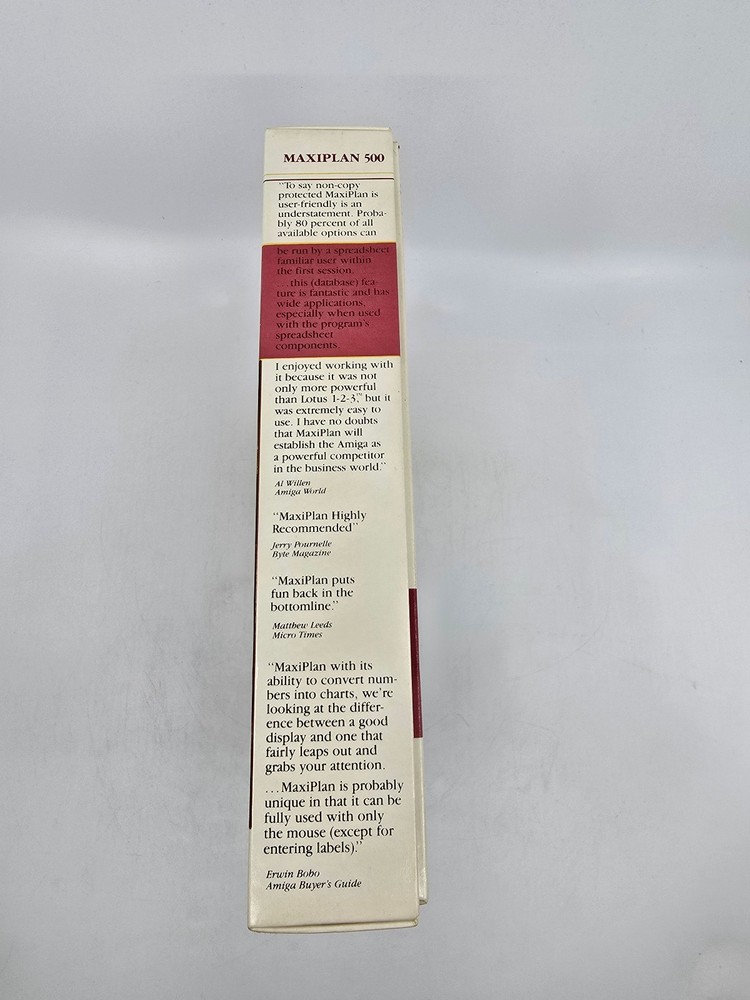 MAXIPLAN 500
"To say non-copy
protected MaxiPlan is
user-friendly is an
understatement. Proba-
bly 80 percent of all
available options can
be run by a spreadsheet
familiar user within
the first session.
...this (database) fea-
ture is fantastic and has
wide applications,
especially when used
with the program's
spreadsheet
components.
I enjoyed working with
it because it was not
only more powerful
than Lotus 1-2-3,™ but it
was extremely easy to
use. I have no doubts
that MaxiPlan will
establish the Amiga as
a powerful competitor
in the business world."
Al Willen
Amiga World
"MaxiPlan Highly
Recommended"
Jerry Pournelle
Byte Magazine
"MaxiPlan puts
fun back in the
bottomline."
Matthew Leeds
Micro Times
"MaxiPlan with its
ability to convert num-
bers into charts, we're
looking at the differ-
ence between a good
display and one that
fairly leaps out and
grabs your attention.
...MaxiPlan is probably
unique in that it can be
fully used with only
the mouse (except for
entering labels)."
Erwin Bobo
Amiga Buyer's Guide